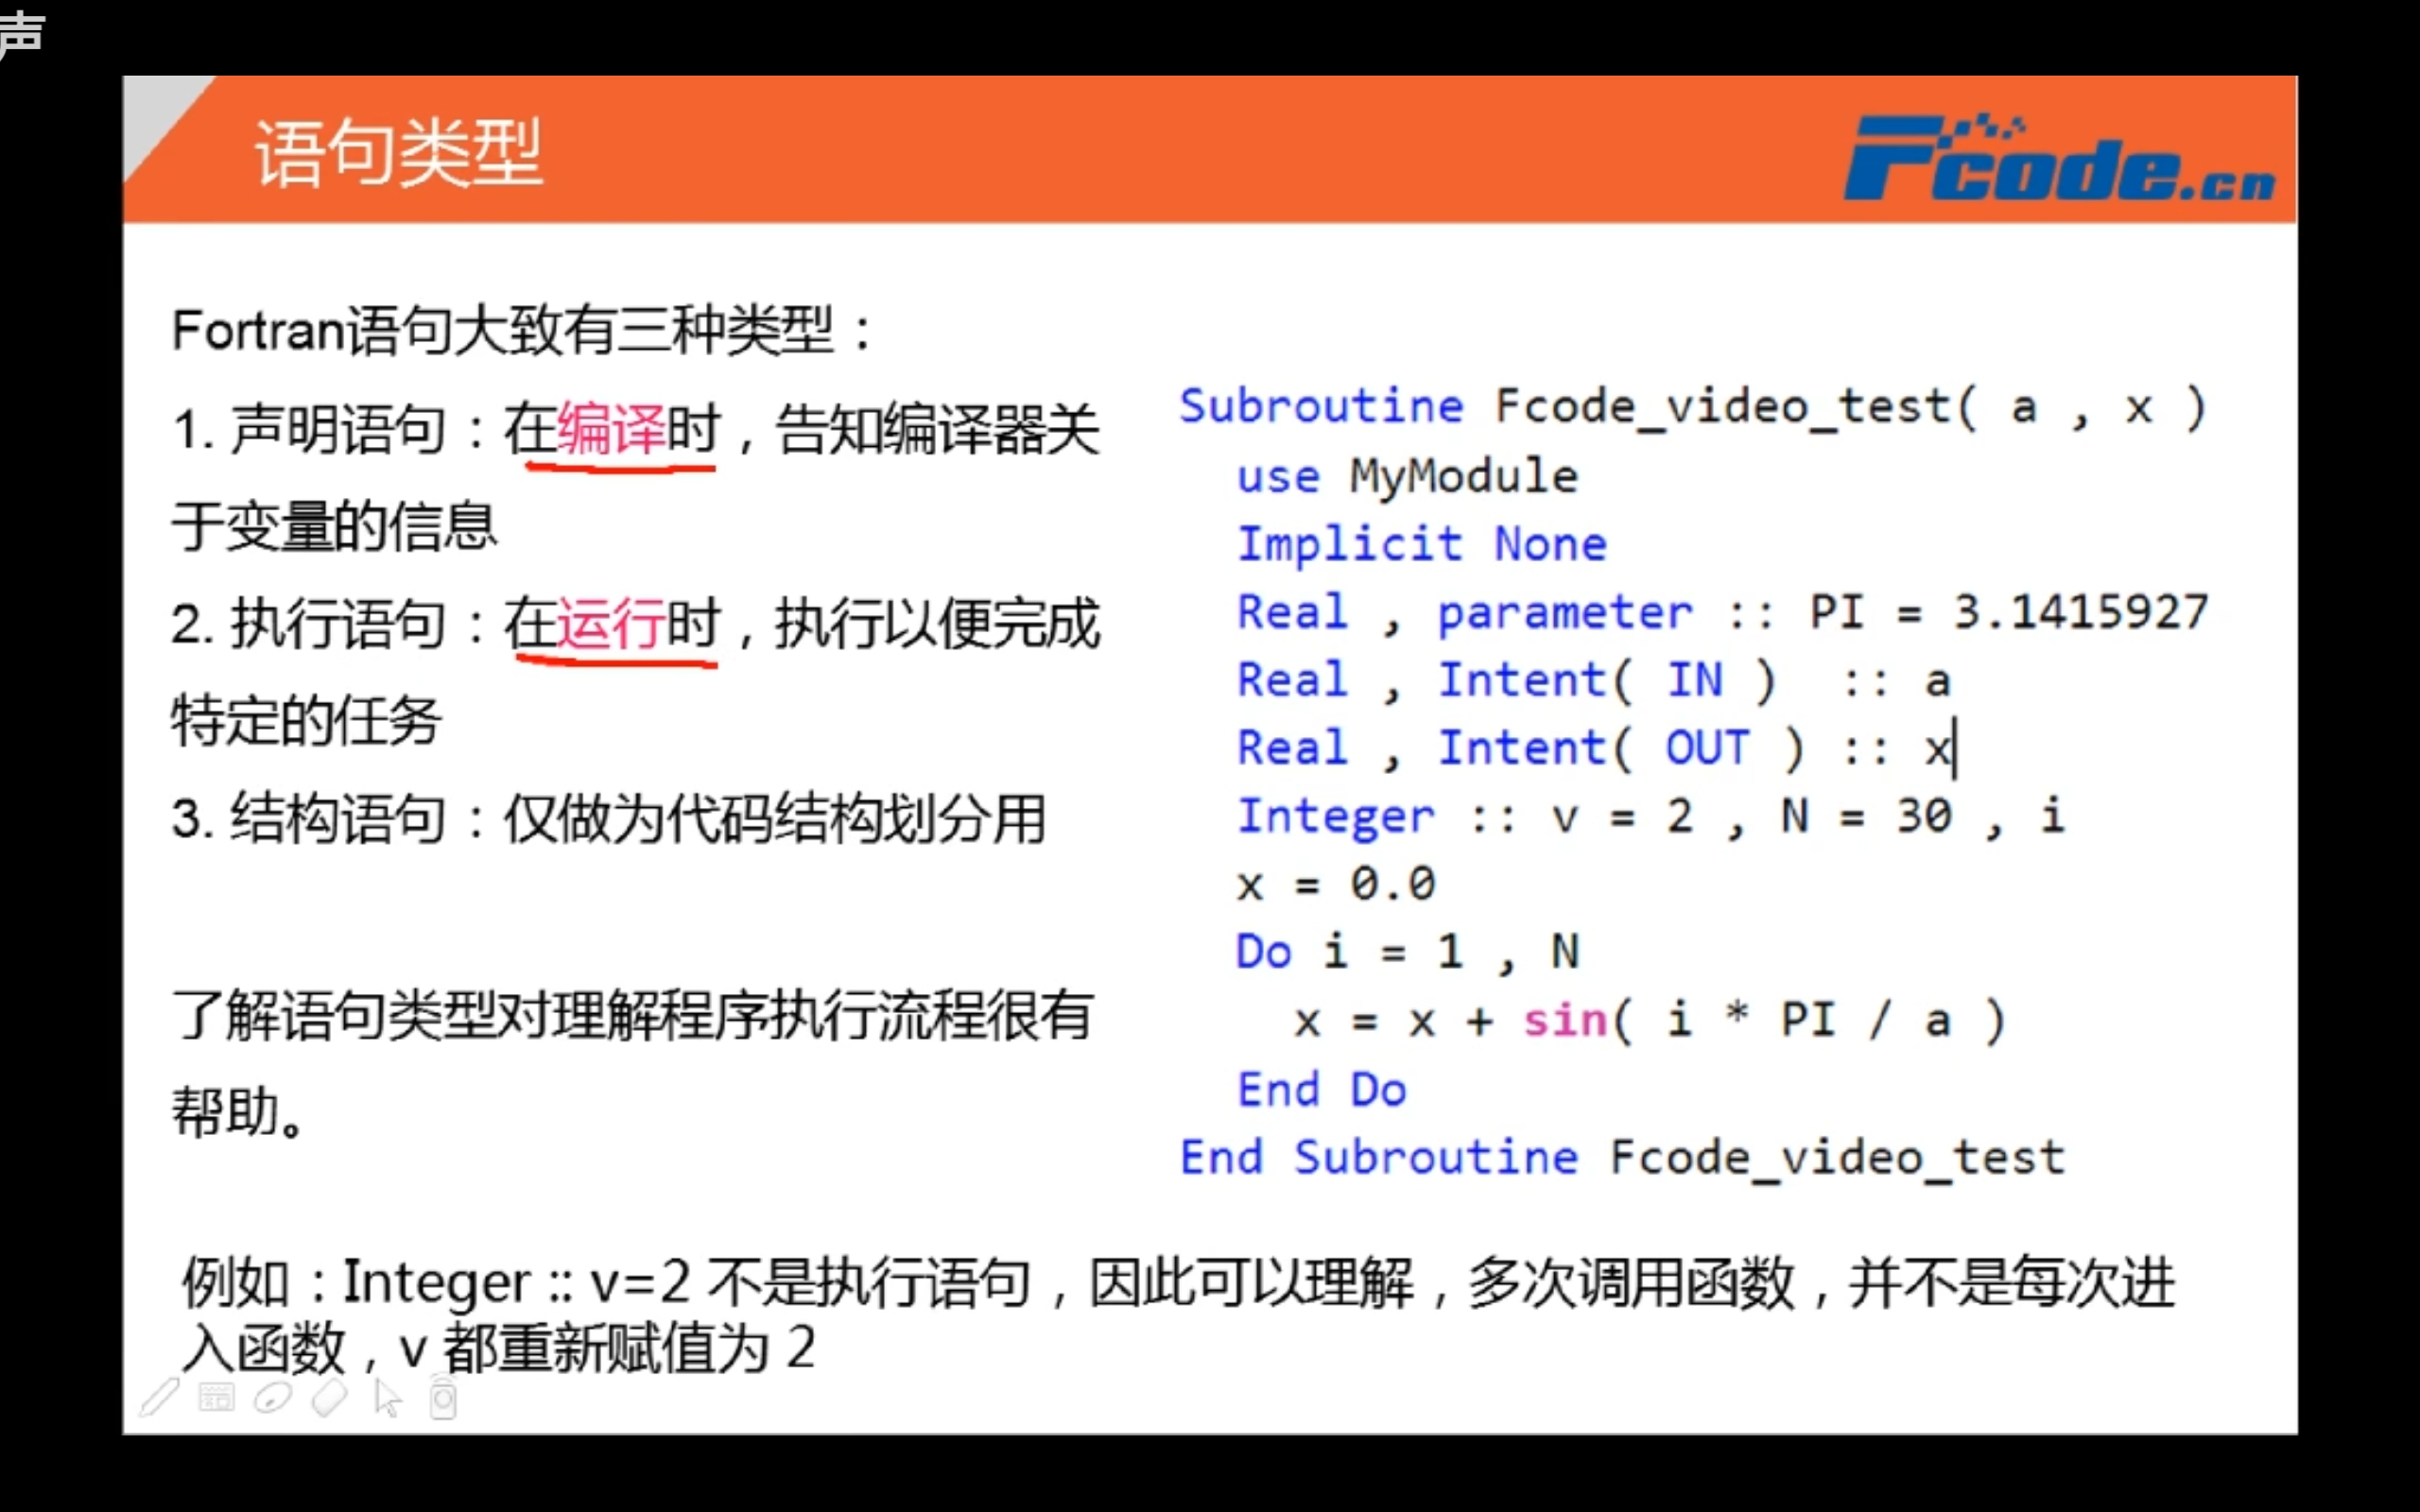 声
语句类型
Fcode.cn
Fortran语句大致有三种类型：
1. 声明语句：在编译时，告知编译器关
于变量的信息
2. 执行语句：在运行时，执行以便完成
特定的任务
3. 结构语句：仅做为代码结构划分用
了解语句类型对理解程序执行流程很有
帮助。
Subroutine Fcode_video_test( a , x )
use MyModule
Implicit None
Real , parameter :: PI = 3.1415927
Real , Intent( IN ) :: a
Real , Intent( OUT ) :: x
Integer :: v = 2 , N = 30 , i
x = 0.0
Do i = 1 , N
x = x + sin( i * PI / a )
End Do
End Subroutine Fcode_video_test
例如：Integer :: v=2 不是执行语句，因此可以理解，多次调用函数，并不是每次进
入函数，v 都重新赋值为 2